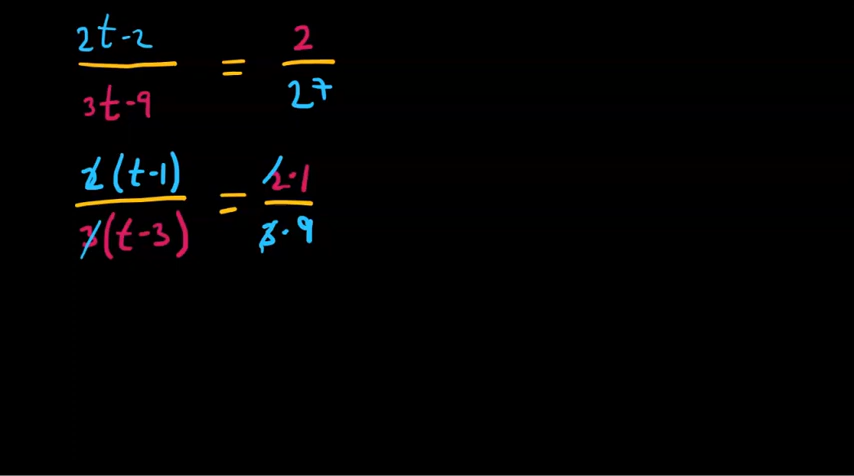 2t-2 = 2
3t-9 27
2(t-1) = 2·1
3(t-3) 3·9